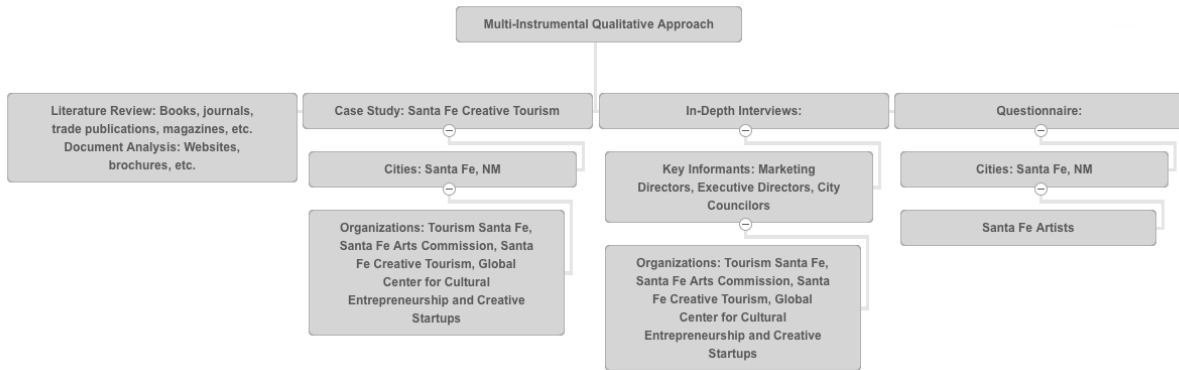 Multi-Instrumental Qualitative Approach
Literature Review: Books, journals,
trade publications, magazines, etc.
Document Analysis: Websites,
brochures, etc.
Case Study: Santa Fe Creative Tourism
Cities: Santa Fe, NM
Organizations: Tourism Santa Fe,
Santa Fe Arts Commission, Santa
Fe Creative Tourism, Global
Center for Cultural
Entrepreneurship and Creative
Startups
In-Depth Interviews:
Key Informants: Marketing
Directors, Executive Directors, City
Councilors
Organizations: Tourism Santa Fe,
Santa Fe Arts Commission, Santa
Fe Creative Tourism, Global
Center for Cultural
Entrepreneurship and Creative
Startups
Questionnaire:
Cities: Santa Fe, NM
Santa Fe Artists